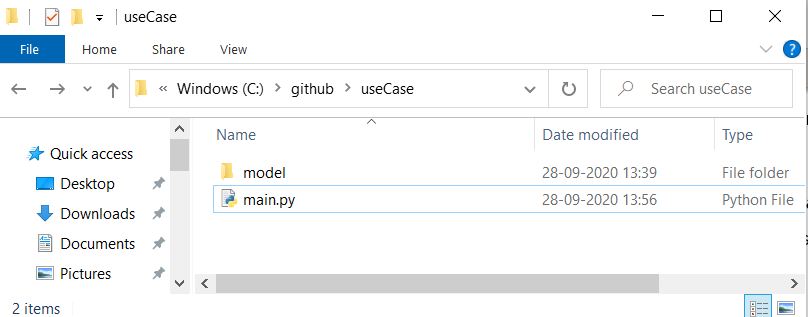 useCase
File Home Share View
« Windows (C:) > github > useCase Search useCase
Name Date modified Type
Quick access
Desktop
Downloads
Documents
Pictures
model 28-09-2020 13:39 File folder
main.py 28-09-2020 13:56 Python File
2 items